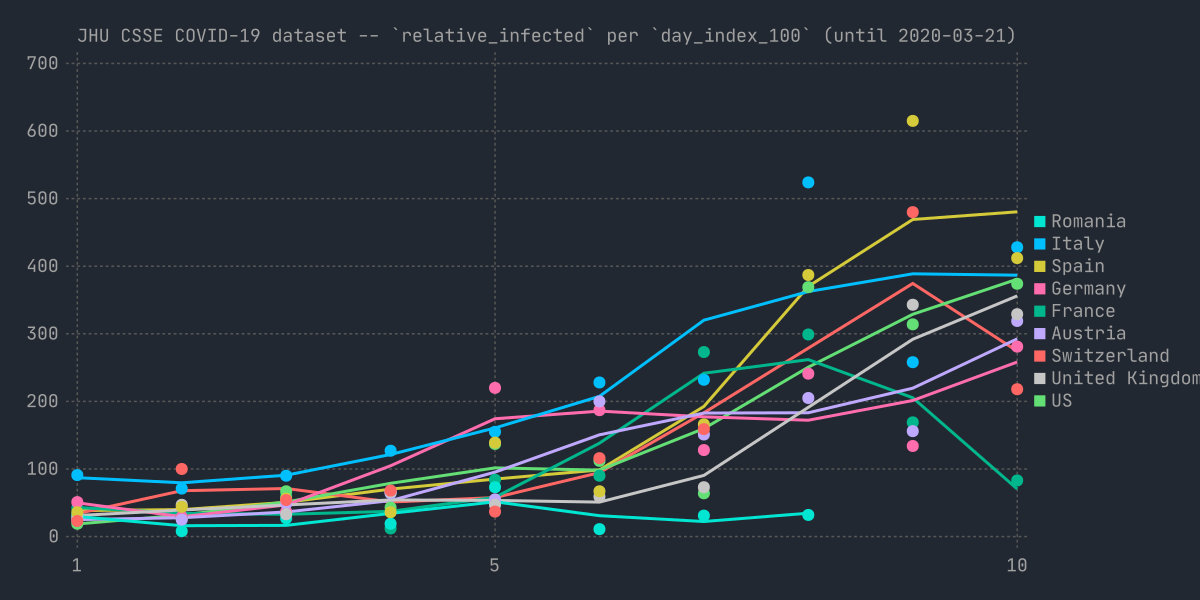 JHU CSSE COVID-19 dataset -- `relative_infected` per `day_index_100` (until 2020-03-21)
700
600
500
400
300
200
100
0
1
5
10
Romania
Italy
Spain
Germany
France
Austria
Switzerland
United Kingdom
US